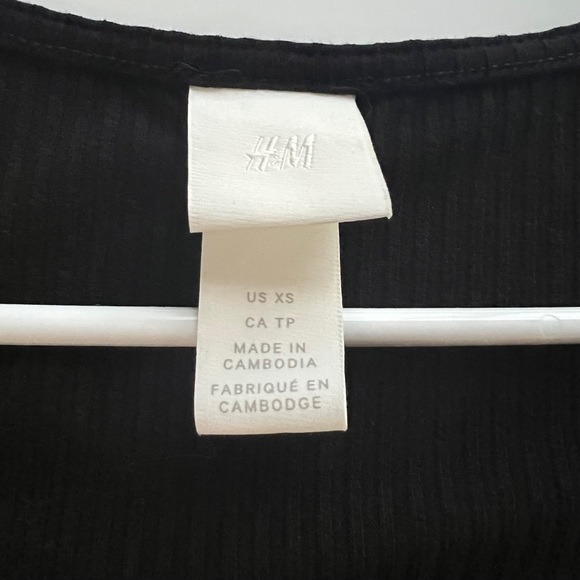 H&M
US XS
CA TP
MADE IN
CAMBODIA
FABRIQUÉ EN
CAMBODGE